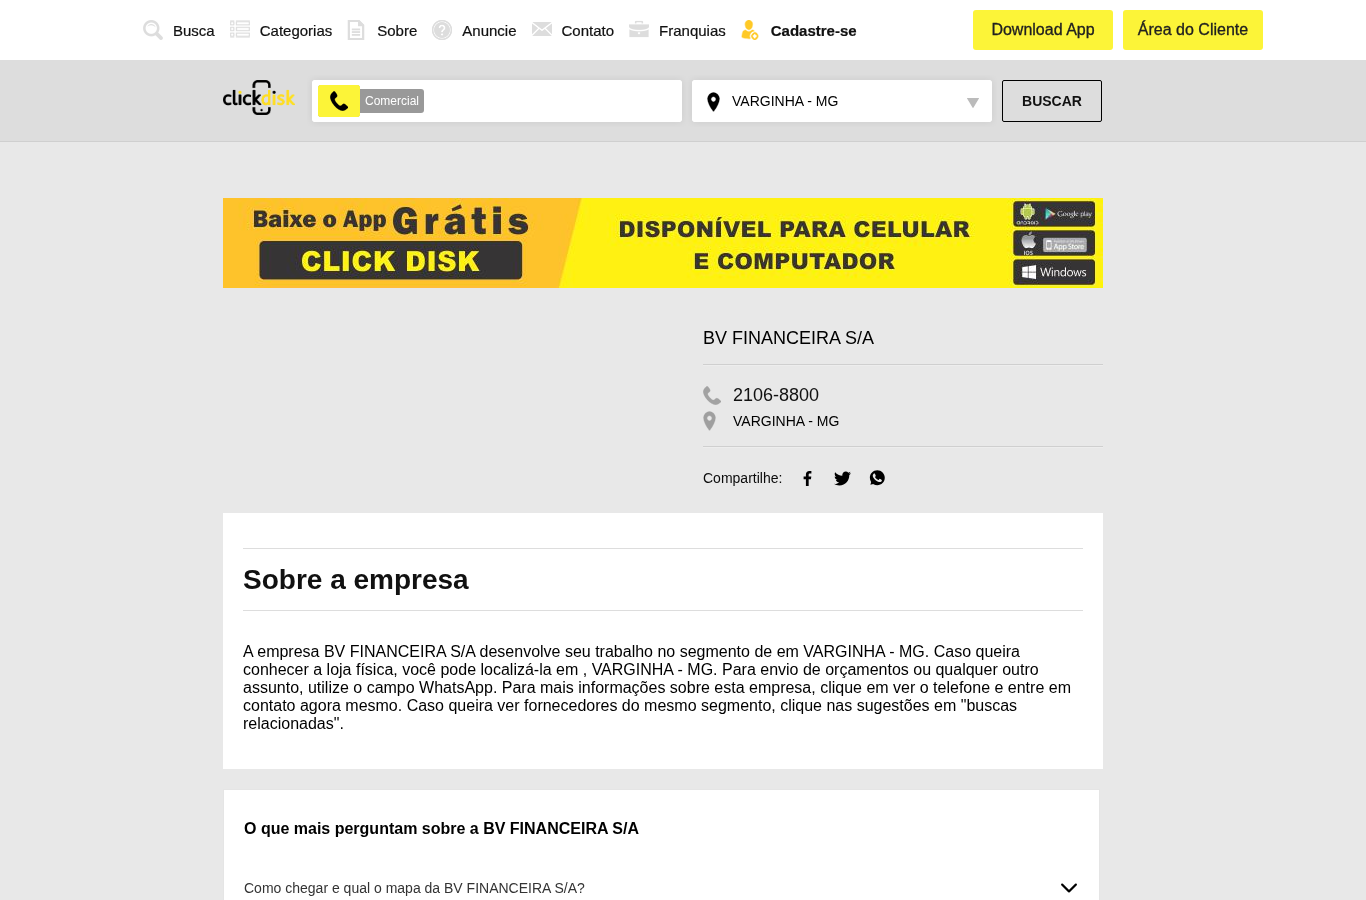 Busca Categorias Sobre Anuncie Contato Franquias Cadastre-se Download App Área do Cliente
clickdisk Comercial VARGINHA - MG BUSCAR
Baixe o App Grátis
CLICK DISK
DISPONÍVEL PARA CELULAR
E COMPUTADOR
ANDROID Google play
iOS App Store
Windows
BV FINANCEIRA S/A
2106-8800
VARGINHA - MG
Compartilhe:
Sobre a empresa
A empresa BV FINANCEIRA S/A desenvolve seu trabalho no segmento de em VARGINHA - MG. Caso queira
conhecer a loja física, você pode localizá-la em , VARGINHA - MG. Para envio de orçamentos ou qualquer outro
assunto, utilize o campo WhatsApp. Para mais informações sobre esta empresa, clique em ver o telefone e entre em
contato agora mesmo. Caso queira ver fornecedores do mesmo segmento, clique nas sugestões em "buscas
relacionadas".
O que mais perguntam sobre a BV FINANCEIRA S/A
Como chegar e qual o mapa da BV FINANCEIRA S/A?